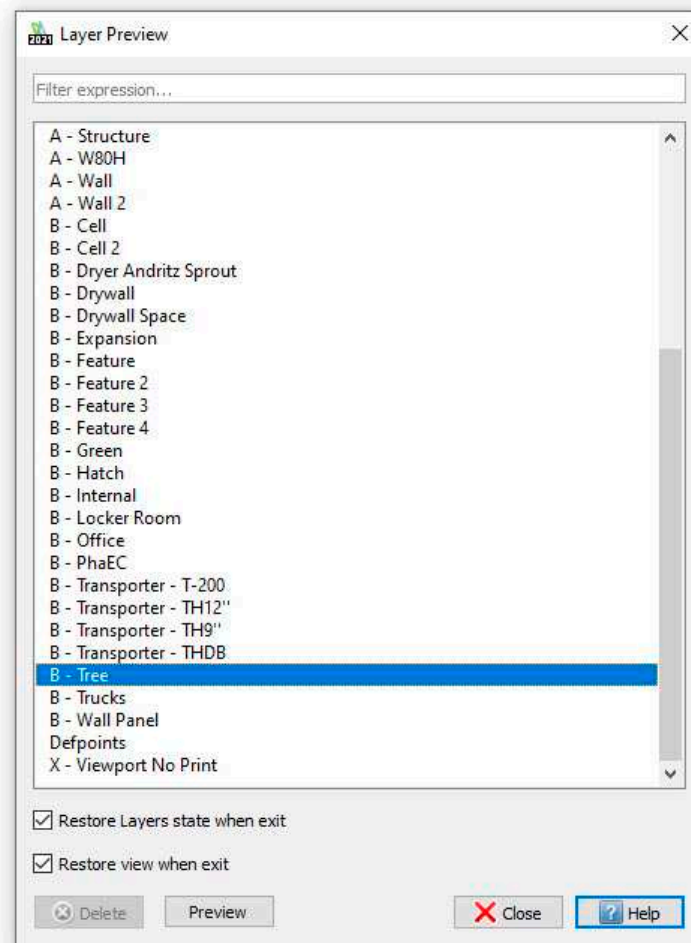 2021 Layer Preview
Filter expression...
A - Structure
A - W80H
A - Wall
A - Wall 2
B - Cell
B - Cell 2
B - Dryer Andritz Sprout
B - Drywall
B - Drywall Space
B - Expansion
B - Feature
B - Feature 2
B - Feature 3
B - Feature 4
B - Green
B - Hatch
B - Internal
B - Locker Room
B - Office
B - PhaEC
B - Transporter - T-200
B - Transporter - TH12''
B - Transporter - TH9''
B - Transporter - THDB
B - Tree
B - Trucks
B - Wall Panel
Defpoints
X - Viewport No Print
Restore Layers state when exit
Restore view when exit
Delete Preview Close Help